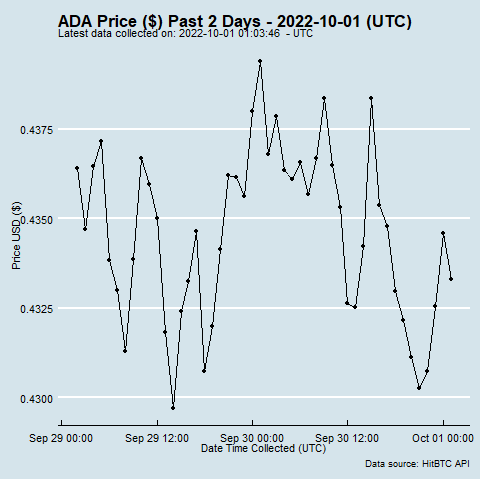 ADA Price ($) Past 2 Days - 2022-10-01 (UTC)
Latest data collected on: 2022-10-01 01:03:46 - UTC
0.4375
0.4350
0.4325
0.4300
Price USD ($)
Sep 29 00:00 Sep 29 12:00 Sep 30 00:00 Sep 30 12:00 Oct 01 00:00
Date Time Collected (UTC)
Data source: HitBTC API